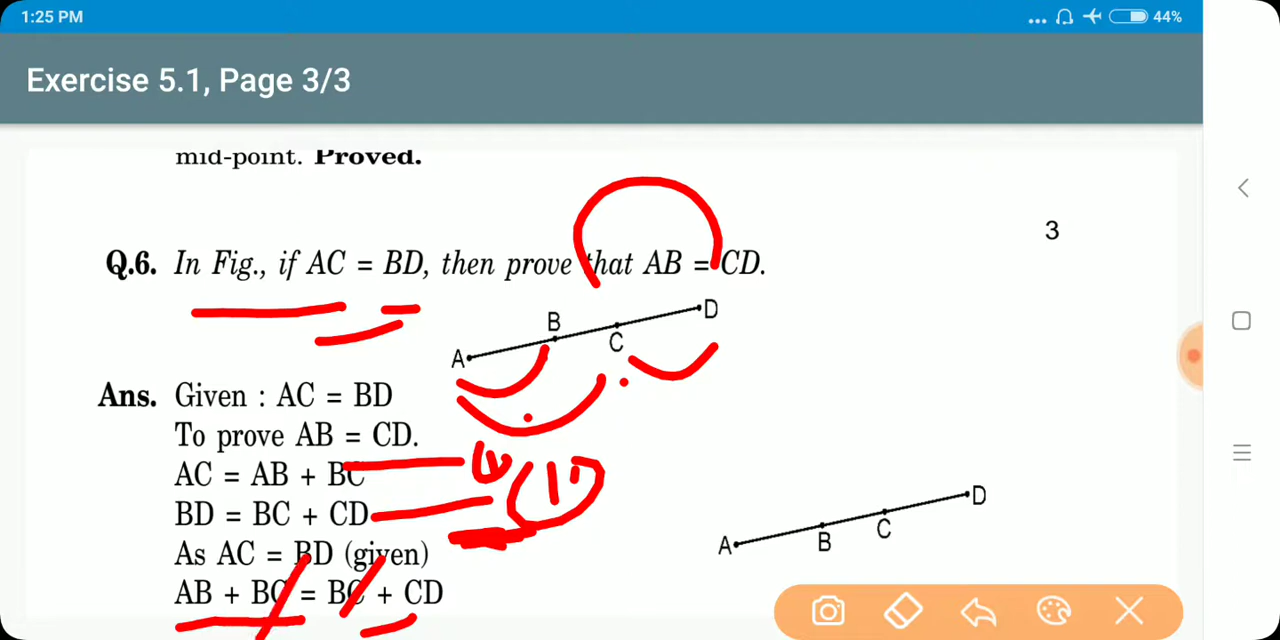 1:25 PM
44%
Exercise 5.1, Page 3/3
mid-point. Proved.
3
Q.6. In Fig., if AC = BD, then prove that AB = CD.
A B C D
Ans. Given : AC = BD
To prove AB = CD.
AC = AB + BC
BD = BC + CD
As AC = BD (given)
AB + BC = BC + CD
A B C D